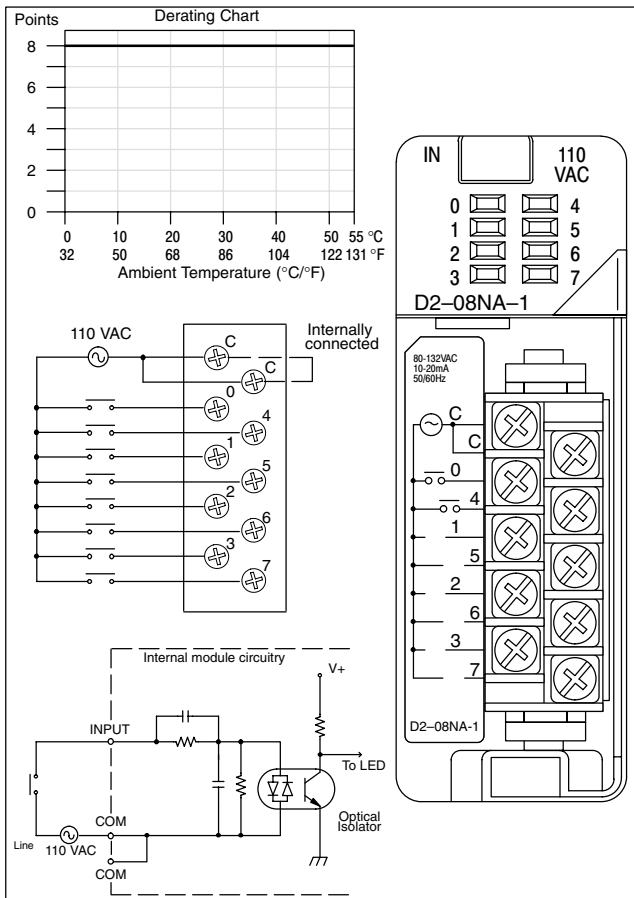 Points
Derating Chart
8
6
4
2
0
0 10 20 30 40 50 55 °C
32 50 68 86 104 122 131 °F
Ambient Temperature (°C/°F)
110 VAC
Internally
connected
C
C
0
4
1
5
2
6
3
7
Internal module circuitry
V+
INPUT
To LED
COM
Optical
Isolator
Line
110 VAC
COM
IN
110
VAC
0 4
1 5
2 6
3 7
D2–08NA–1
80-132VAC
10-20mA
50/60Hz
C
C
0
4
1
5
2
6
3
7
D2–08NA-1